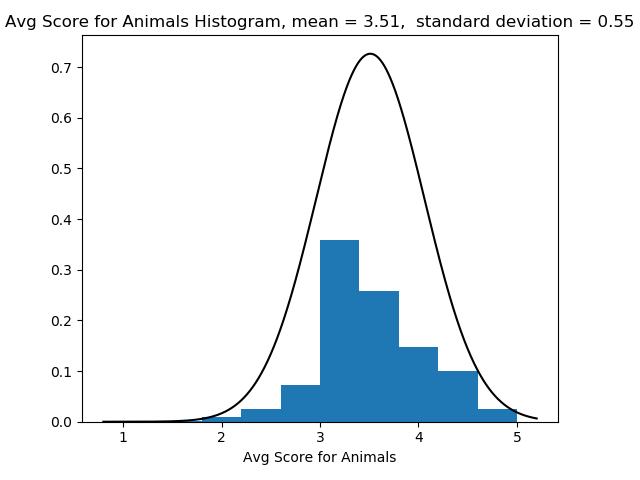 Avg Score for Animals Histogram, mean = 3.51,  standard deviation = 0.55
0.7
0.6
0.5
0.4
0.3
0.2
0.1
0.0
1 2 3 4 5
Avg Score for Animals